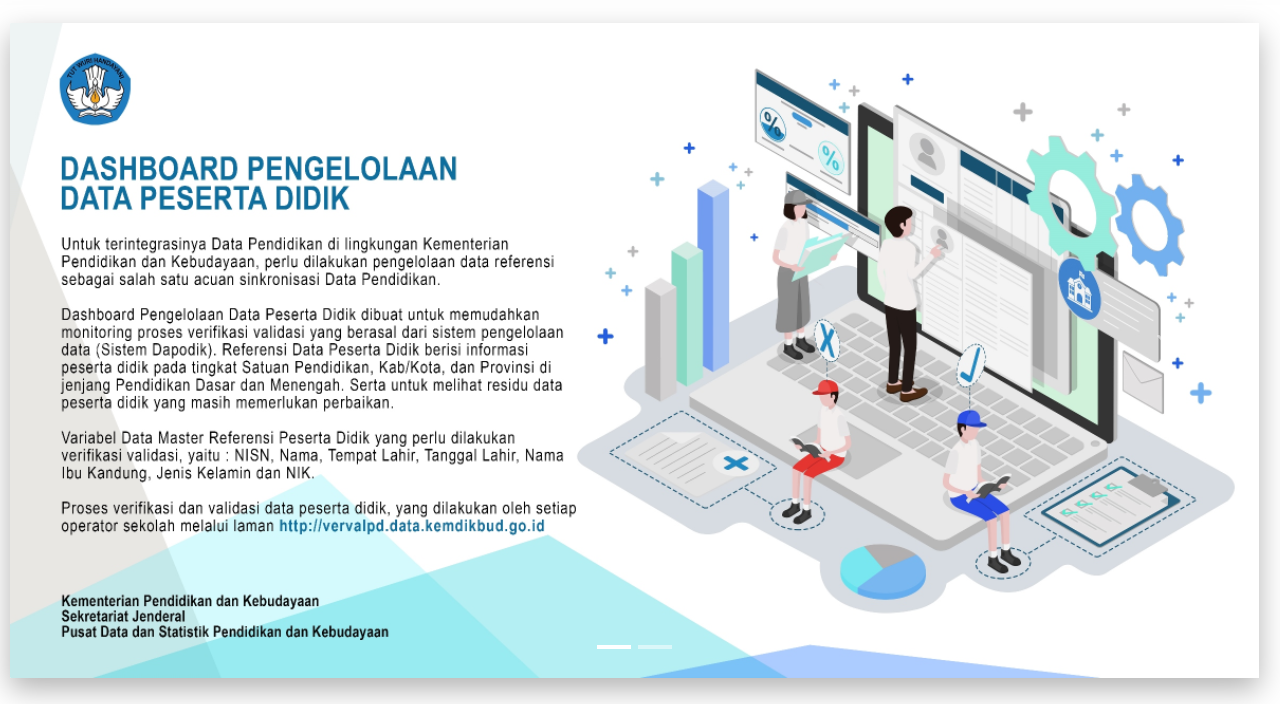 TUT WURI HANDAYANI
DASHBOARD PENGELOLAAN
DATA PESERTA DIDIK
Untuk terintegrasinya Data Pendidikan di lingkungan Kementerian
Pendidikan dan Kebudayaan, perlu dilakukan pengelolaan data referensi
sebagai salah satu acuan sinkronisasi Data Pendidikan.
Dashboard Pengelolaan Data Peserta Didik dibuat untuk memudahkan
monitoring proses verifikasi validasi yang berasal dari sistem pengelolaan
data (Sistem Dapodik). Referensi Data Peserta Didik berisi informasi
peserta didik pada tingkat Satuan Pendidikan, Kab/Kota, dan Provinsi di
jenjang Pendidikan Dasar dan Menengah. Serta untuk melihat residu data
peserta didik yang masih memerlukan perbaikan.
Variabel Data Master Referensi Peserta Didik yang perlu dilakukan
verifikasi validasi, yaitu : NISN, Nama, Tempat Lahir, Tanggal Lahir, Nama
Ibu Kandung, Jenis Kelamin dan NIK.
Proses verifikasi dan validasi data peserta didik, yang dilakukan oleh setiap
operator sekolah melalui laman http://vervalpd.data.kemdikbud.go.id
Kementerian Pendidikan dan Kebudayaan
Sekretariat Jenderal
Pusat Data dan Statistik Pendidikan dan Kebudayaan
%
%